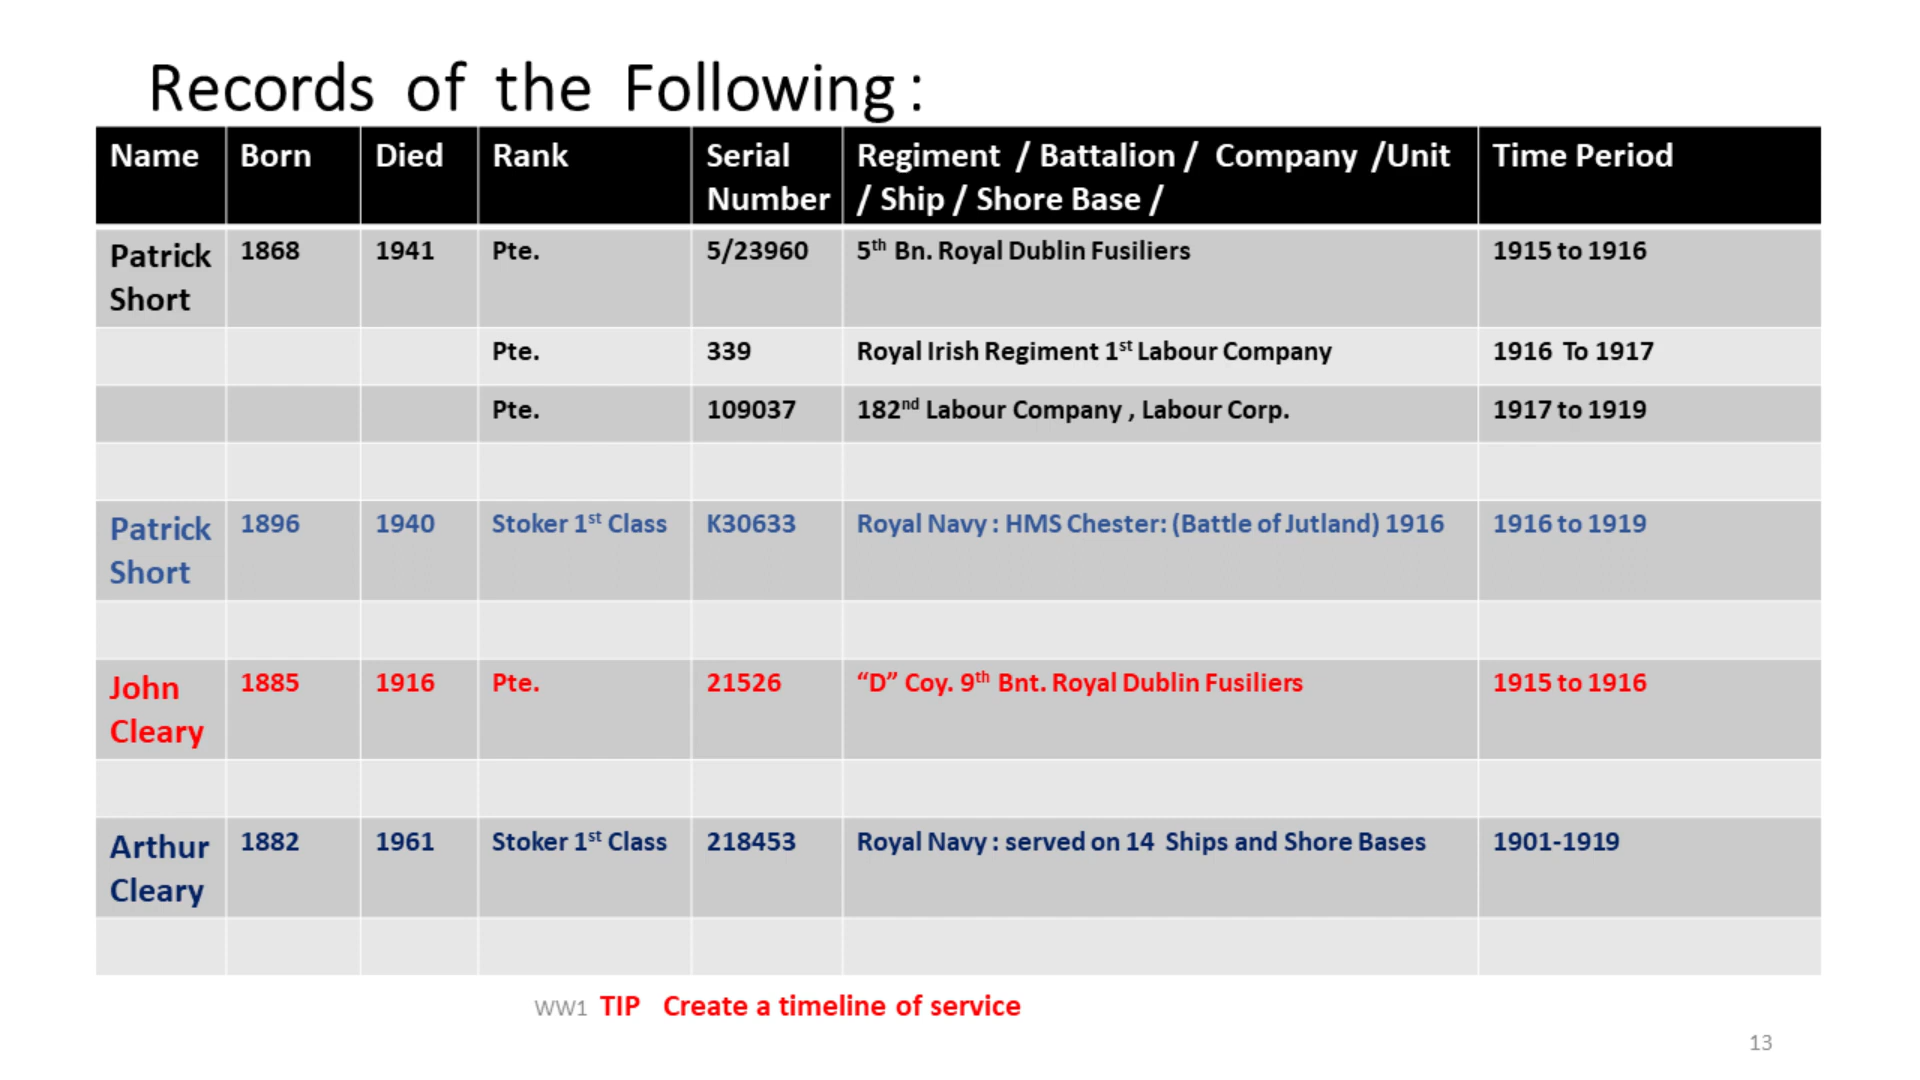 Records of the Following :
Name Born Died Rank Serial Number Regiment / Battalion / Company /Unit / Ship / Shore Base / Time Period
Patrick Short 1868 1941 Pte. 5/23960 5th Bn. Royal Dublin Fusiliers 1915 to 1916
Pte. 339 Royal Irish Regiment 1st Labour Company 1916 To 1917
Pte. 109037 182nd Labour Company , Labour Corp. 1917 to 1919
Patrick Short 1896 1940 Stoker 1st Class K30633 Royal Navy : HMS Chester: (Battle of Jutland) 1916 1916 to 1919
John Cleary 1885 1916 Pte. 21526 “D” Coy. 9th Bnt. Royal Dublin Fusiliers 1915 to 1916
Arthur Cleary 1882 1961 Stoker 1st Class 218453 Royal Navy : served on 14 Ships and Shore Bases 1901-1919
WW1 TIP Create a timeline of service
13